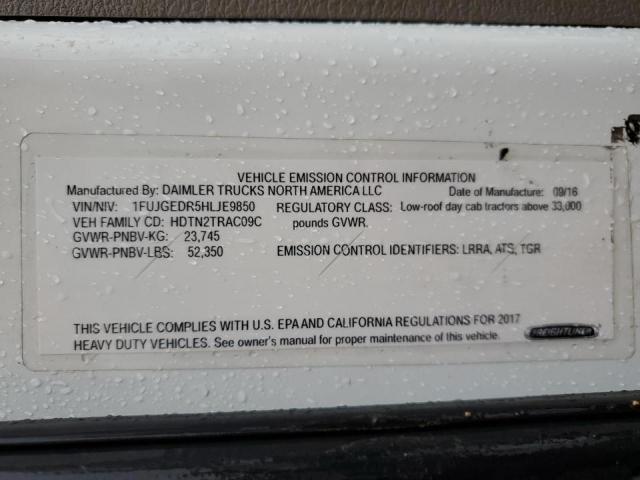 VEHICLE EMISSION CONTROL INFORMATION
Manufactured By: DAIMLER TRUCKS NORTH AMERICA LLC Date of Manufacture: 09/16
VIN/NIV: 1FUJGEDR5HLJE9850 REGULATORY CLASS: Low-roof day cab tractors above 33,000
VEH FAMILY CD: HDTN2TRAC09C pounds GVWR.
GVWR-PNBV-KG: 23,745
GVWR-PNBV-LBS: 52,350 EMISSION CONTROL IDENTIFIERS: LRRA, ATS, TGR
THIS VEHICLE COMPLIES WITH U.S. EPA AND CALIFORNIA REGULATIONS FOR 2017
HEAVY DUTY VEHICLES. See owner's manual for proper maintenance of this vehicle.
FREIGHTLINER